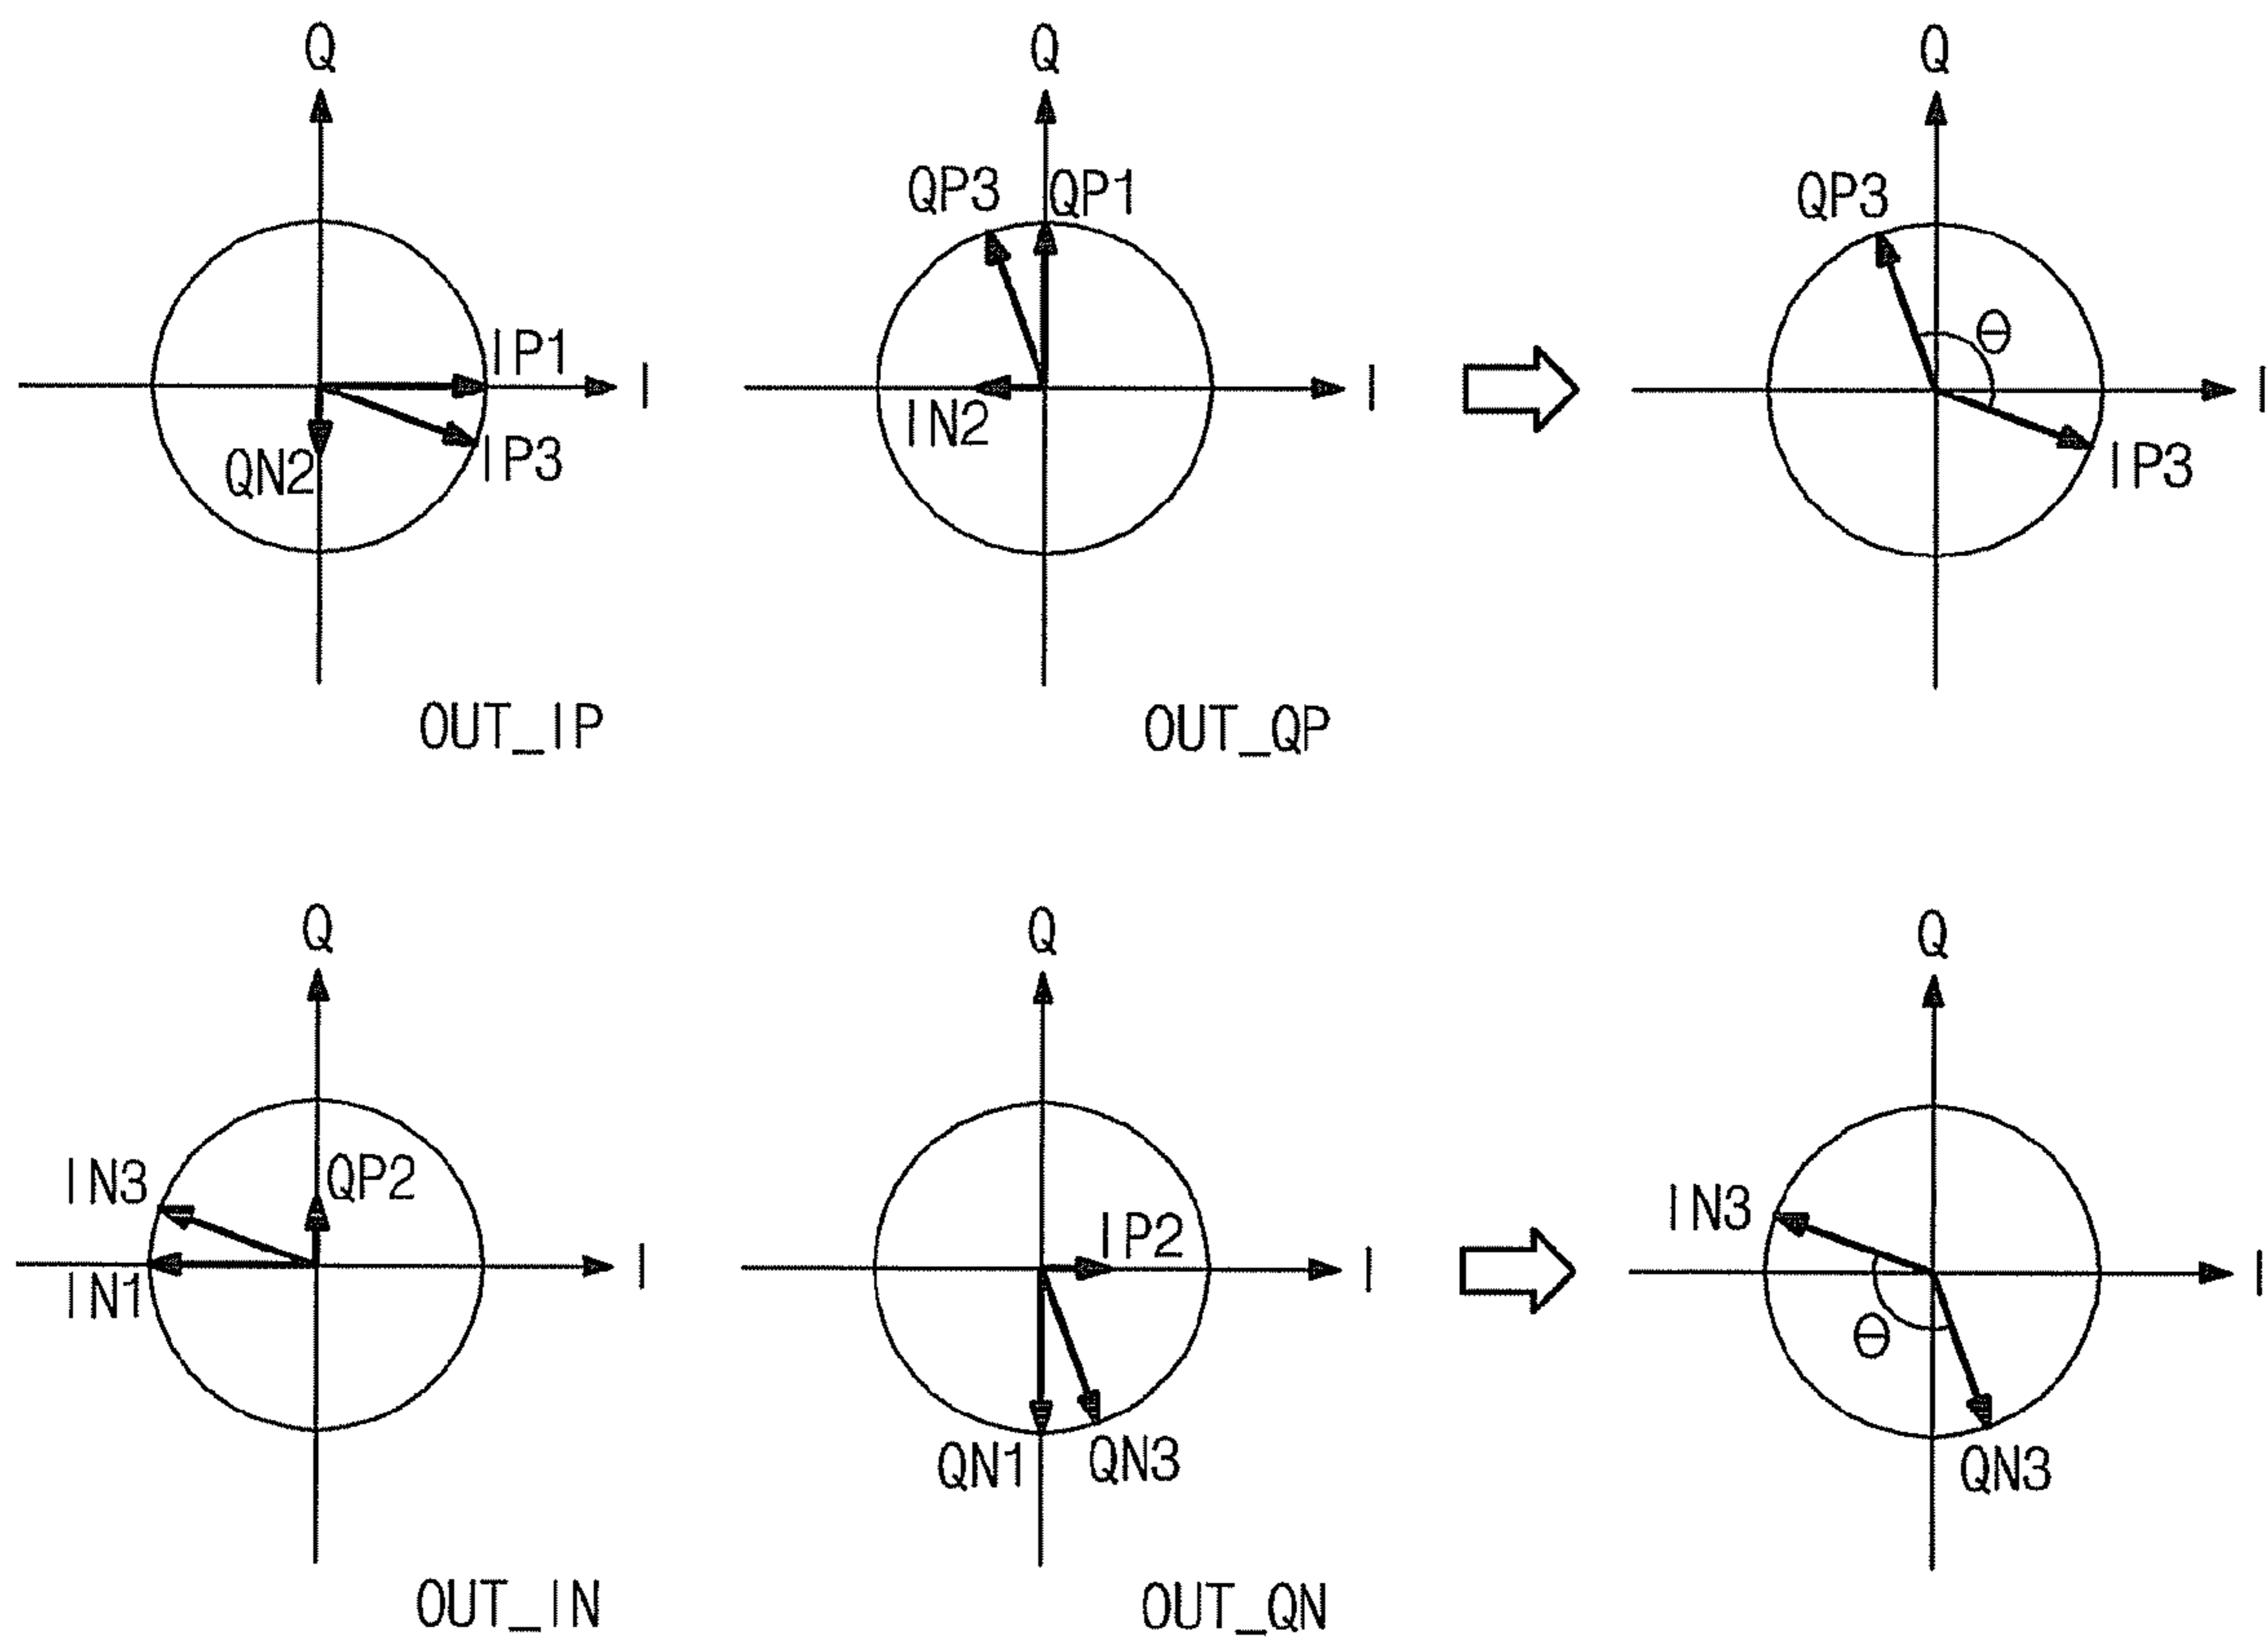 Q
IP1
I
IP3
QN2
OUT_IP
Q
QP3
QP1
I
IN2
OUT_QP
Q
QP3
θ
I
IP3
Q
IN3
QP2
I
IN1
OUT_IN
Q
IP2
I
QN1
QN3
OUT_QN
Q
IN3
I
θ
QN3